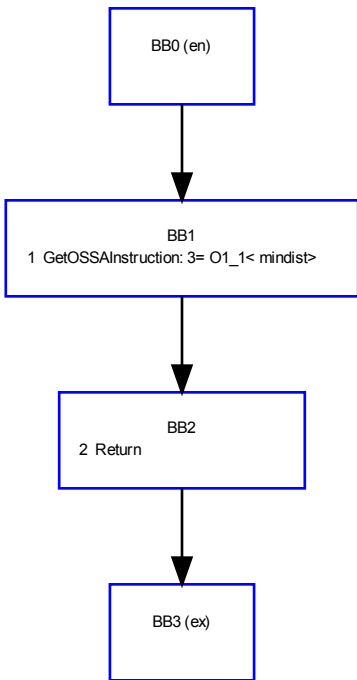 BB0 (en)
BB1
1 GetOSSAInstruction: 3= O1_1< mindist>
BB2
2 Return
BB3 (ex)